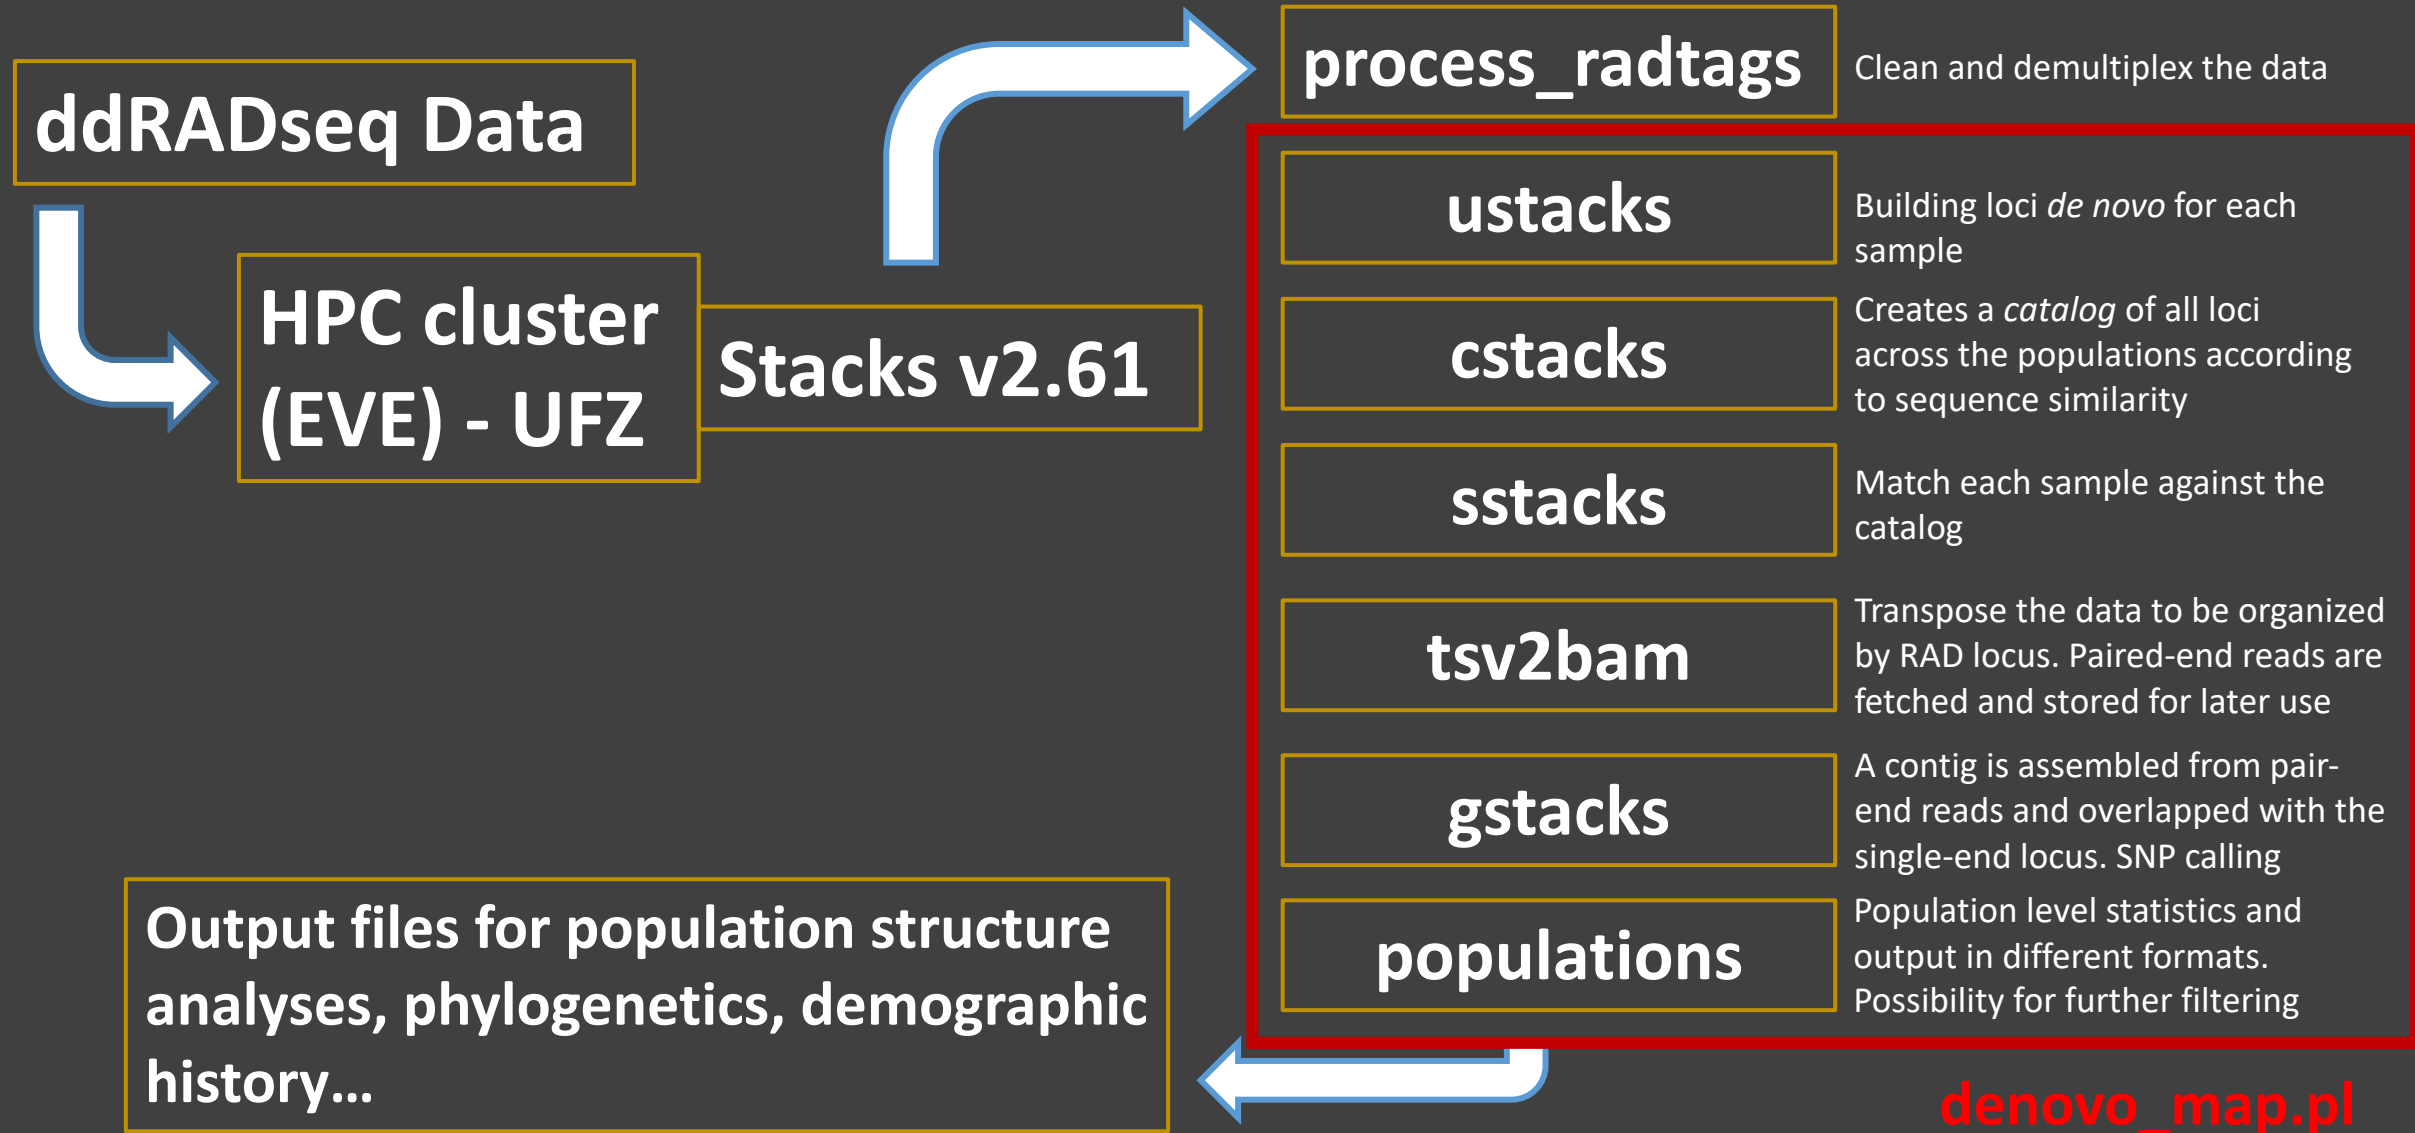 ddRADseq Data
HPC cluster
(EVE) - UFZ
Stacks v2.61
process_radtags
Clean and demultiplex the data
ustacks
Building loci de novo for each
sample
cstacks
Creates a catalog of all loci
across the populations according
to sequence similarity
sstacks
Match each sample against the
catalog
tsv2bam
Transpose the data to be organized
by RAD locus. Paired-end reads are
fetched and stored for later use
gstacks
A contig is assembled from pair-
end reads and overlapped with the
single-end locus. SNP calling
populations
Population level statistics and
output in different formats.
Possibility for further filtering
denovo_map.pl
Output files for population structure
analyses, phylogenetics, demographic
history…